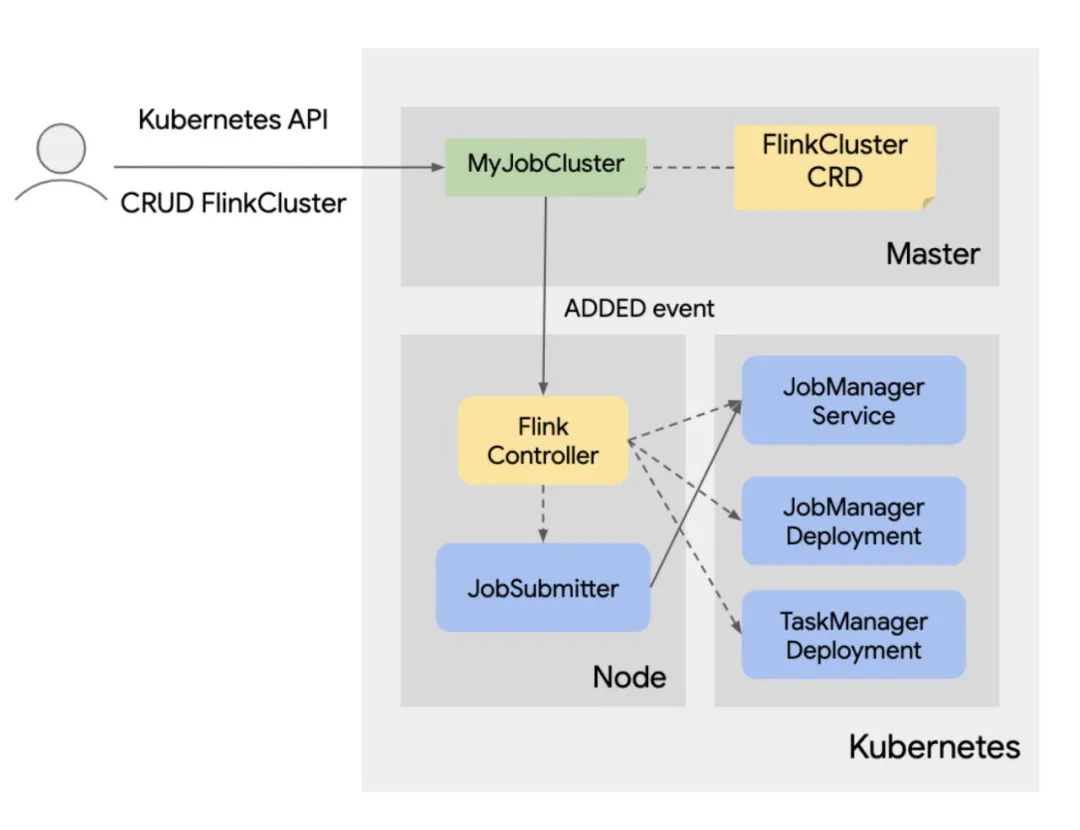 Kubernetes API
CRUD FlinkCluster
MyJobCluster
FlinkCluster
CRD
Master
ADDED event
Flink
Controller
JobSubmitter
Node
JobManager
Service
JobManager
Deployment
TaskManager
Deployment
Kubernetes